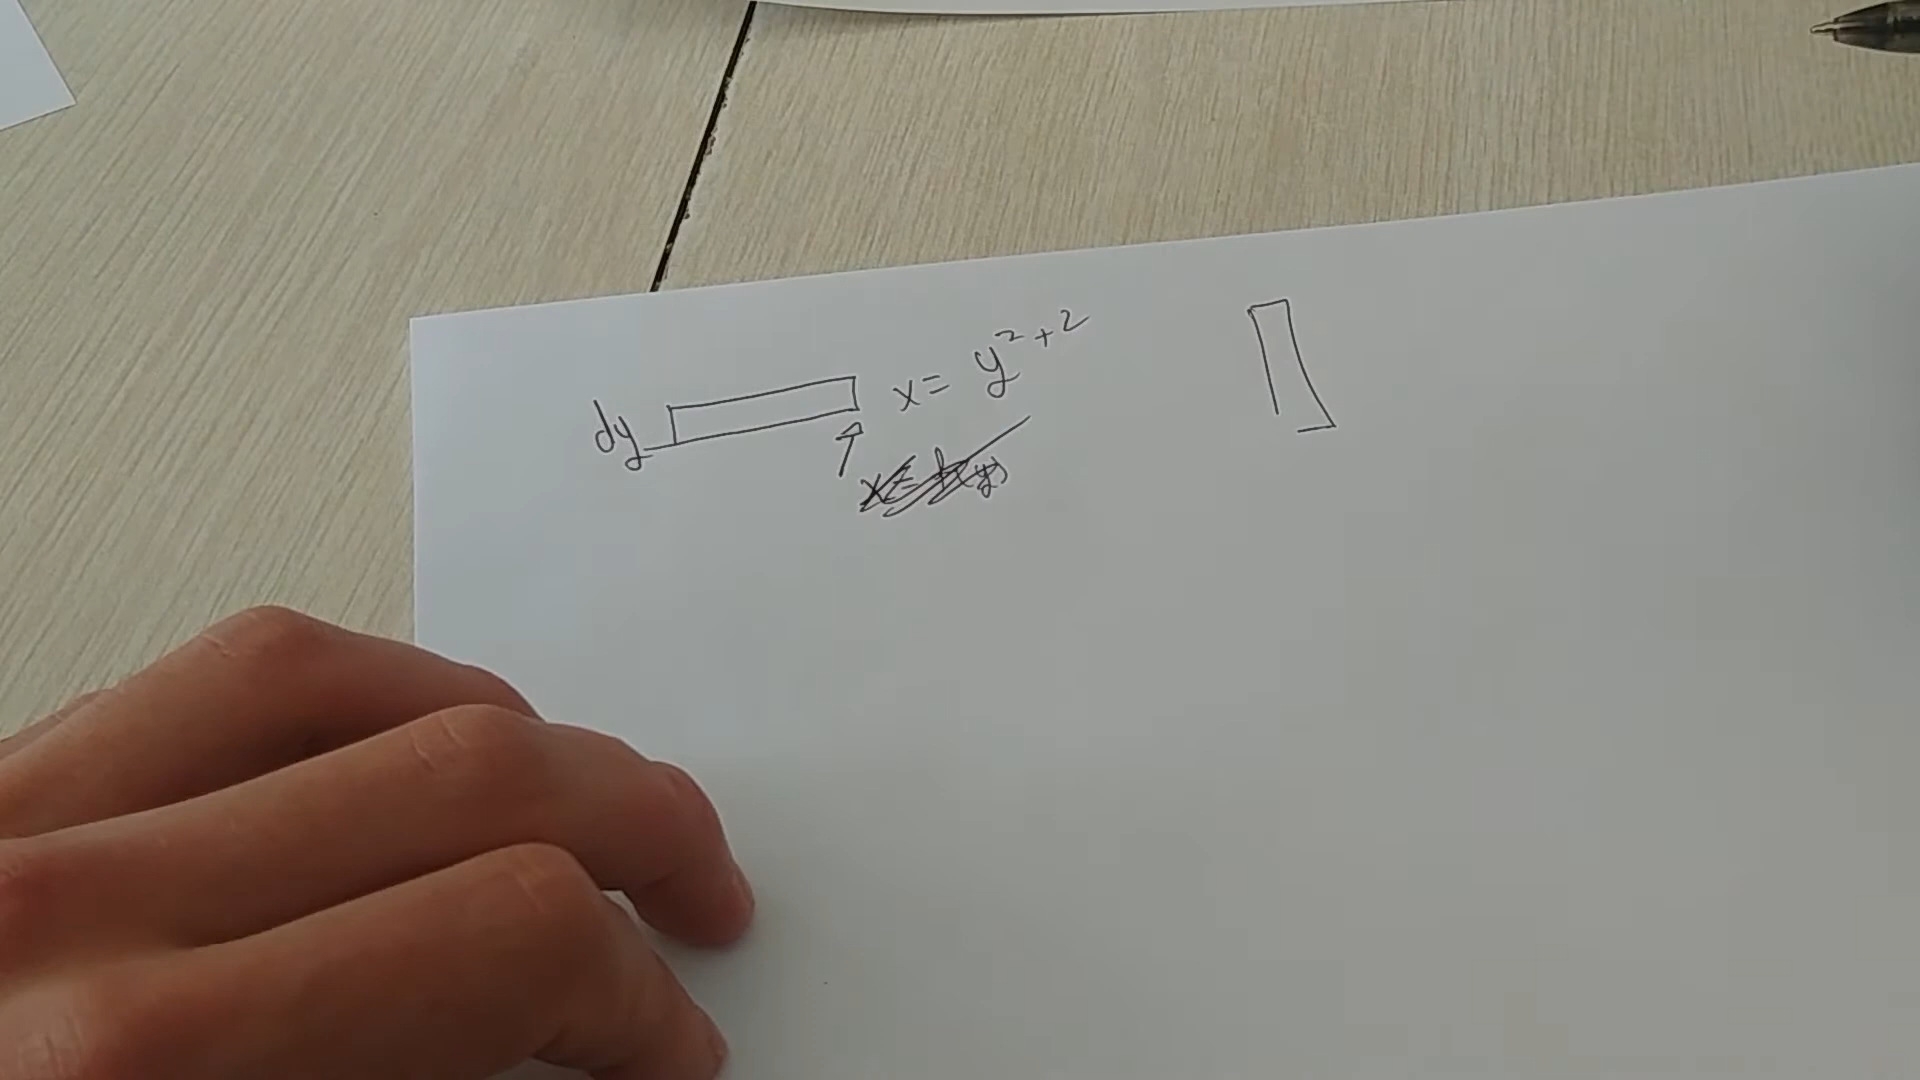 dy x = y² + 2